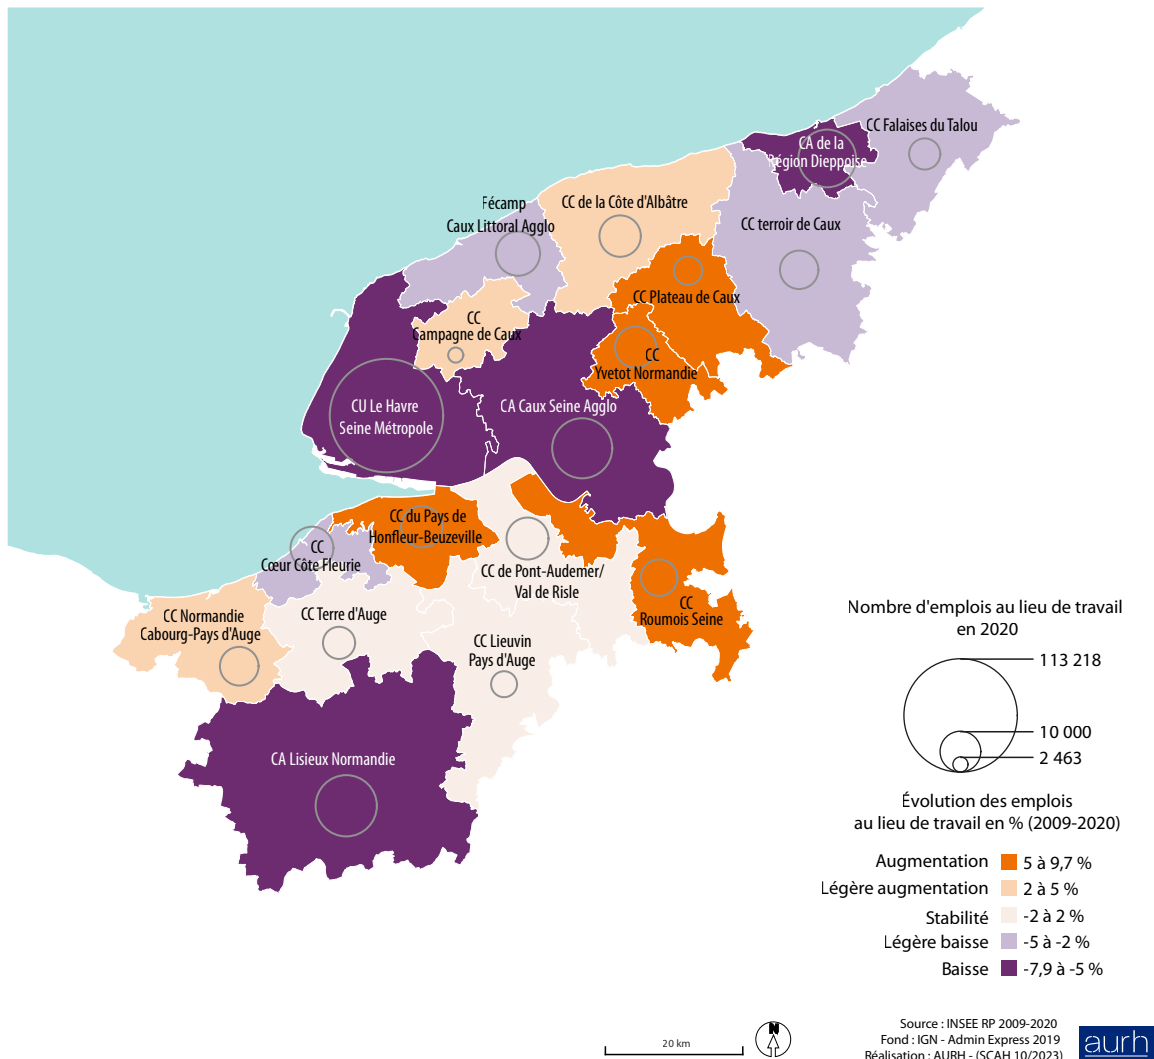 CC Falaises du Talou
CA de la
Région Dieppoise
Fécamp
Caux Littoral Agglo
CC de la Côte d'Albâtre
CC terroir de Caux
CC Plateau de Caux
CC
Campagne de Caux
CC
Yvetot Normandie
CU Le Havre
Seine Métropole
CA Caux Seine Agglo
CC du Pays de
Honfleur-Beuzeville
CC
Cœur Côte Fleurie
CC de Pont-Audemer/
Val de Risle
CC
Roumois Seine
CC Normandie
Cabourg-Pays d'Auge
CC Terre d'Auge
CC Lieuvin
Pays d'Auge
CA Lisieux Normandie
Nombre d'emplois au lieu de travail
en 2020
113 218
10 000
2 463
Évolution des emplois
au lieu de travail en % (2009-2020)
Augmentation 5 à 9,7 %
Légère augmentation 2 à 5 %
Stabilité -2 à 2 %
Légère baisse -5 à -2 %
Baisse -7,9 à -5 %
20 km
N
Source : INSEE RP 2009-2020
Fond : IGN - Admin Express 2019
Réalisation : AURH - (SCAH 10/2023)
aurh